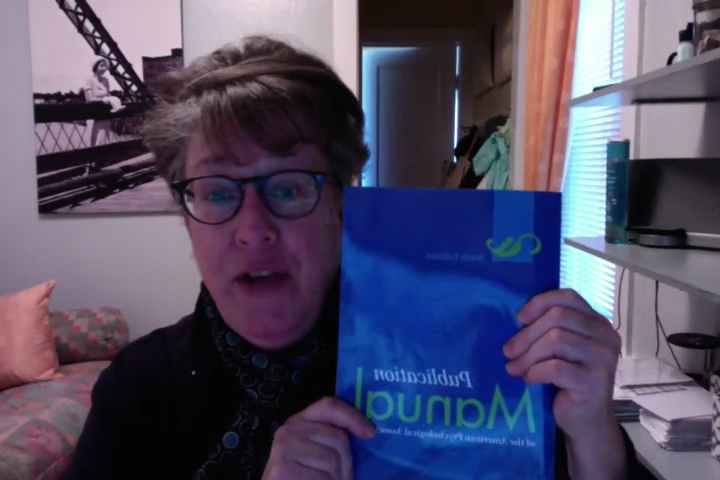 Sixth Edition
Publication
Manual
of the American Psychological